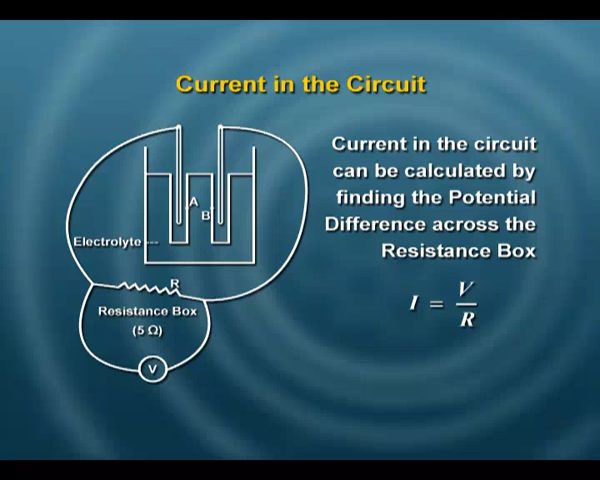 Current in the Circuit
Current in the circuit
can be calculated by
finding the Potential
Difference across the
Resistance Box
I = V
R
A
B
Electrolyte
R
Resistance Box
(5 Ω)
V